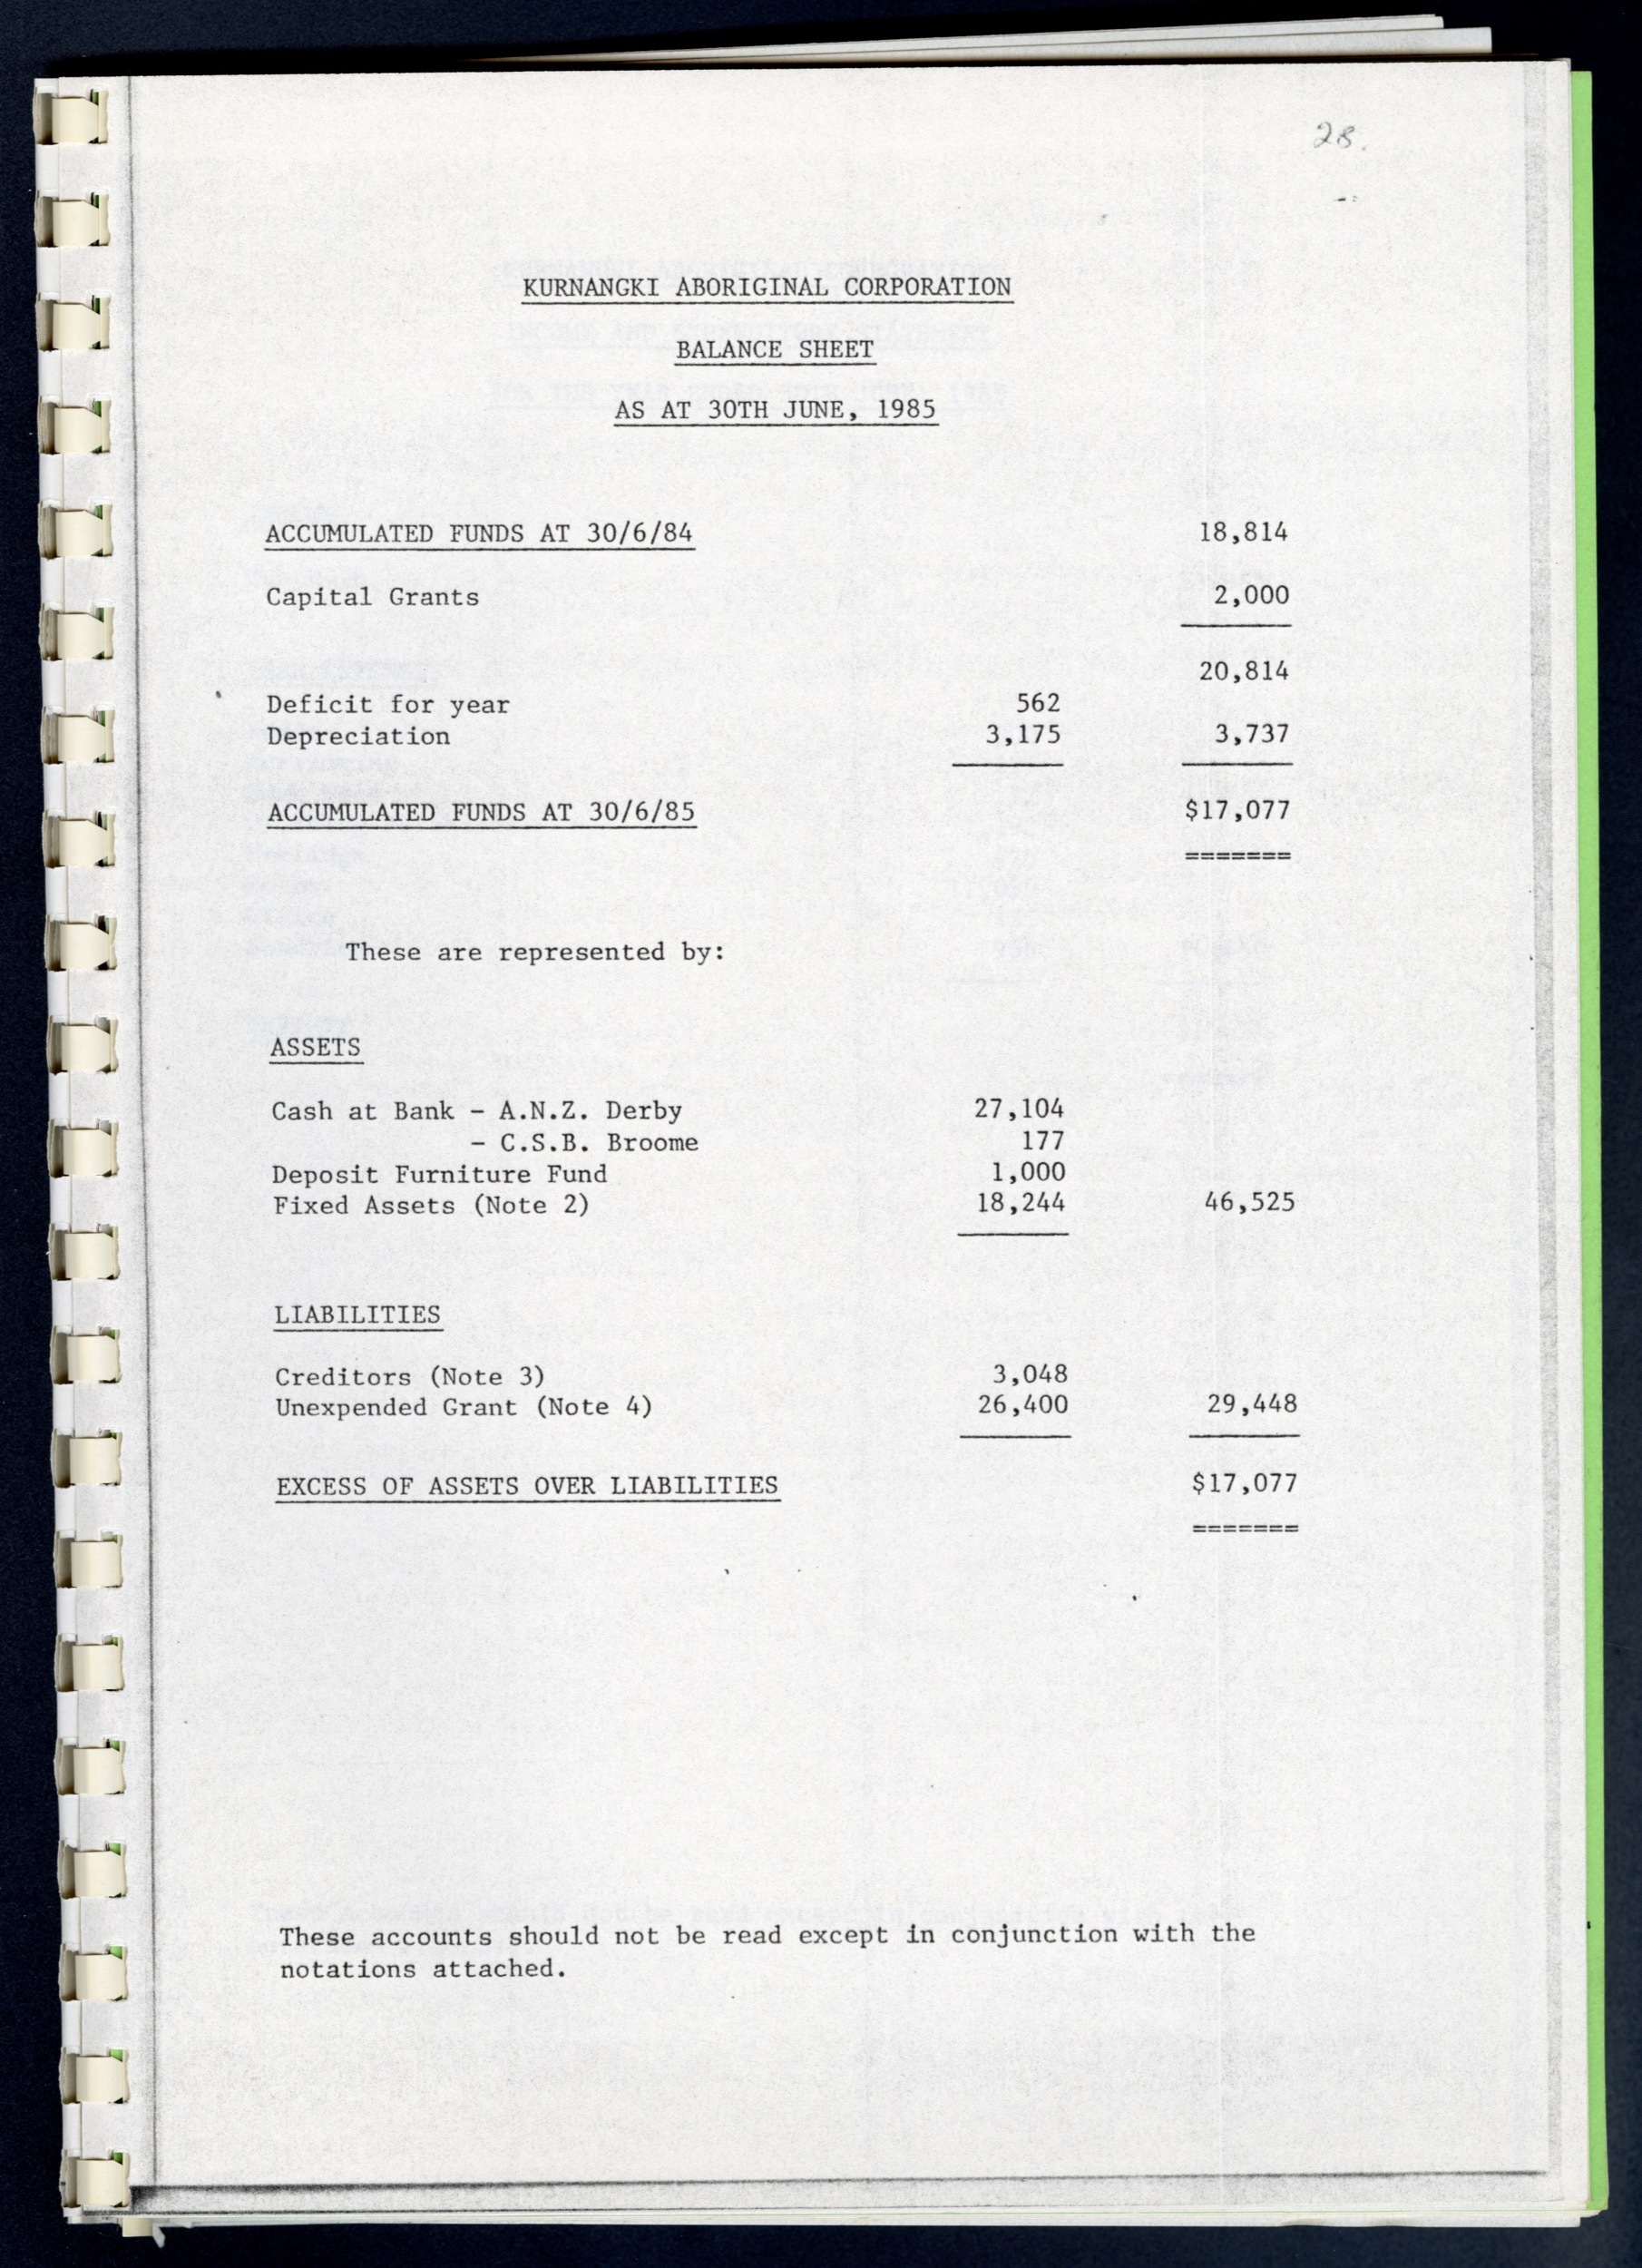 28.
KURNANGKI ABORIGINAL CORPORATION
BALANCE SHEET
AS AT 30TH JUNE, 1985
ACCUMULATED FUNDS AT 30/6/84 18,814
Capital Grants 2,000
20,814
Deficit for year 562
Depreciation 3,175 3,737
ACCUMULATED FUNDS AT 30/6/85 $17,077
=======
These are represented by:
ASSETS
Cash at Bank - A.N.Z. Derby 27,104
- C.S.B. Broome 177
Deposit Furniture Fund 1,000
Fixed Assets (Note 2) 18,244 46,525
LIABILITIES
Creditors (Note 3) 3,048
Unexpended Grant (Note 4) 26,400 29,448
EXCESS OF ASSETS OVER LIABILITIES $17,077
=======
These accounts should not be read except in conjunction with the
notations attached.